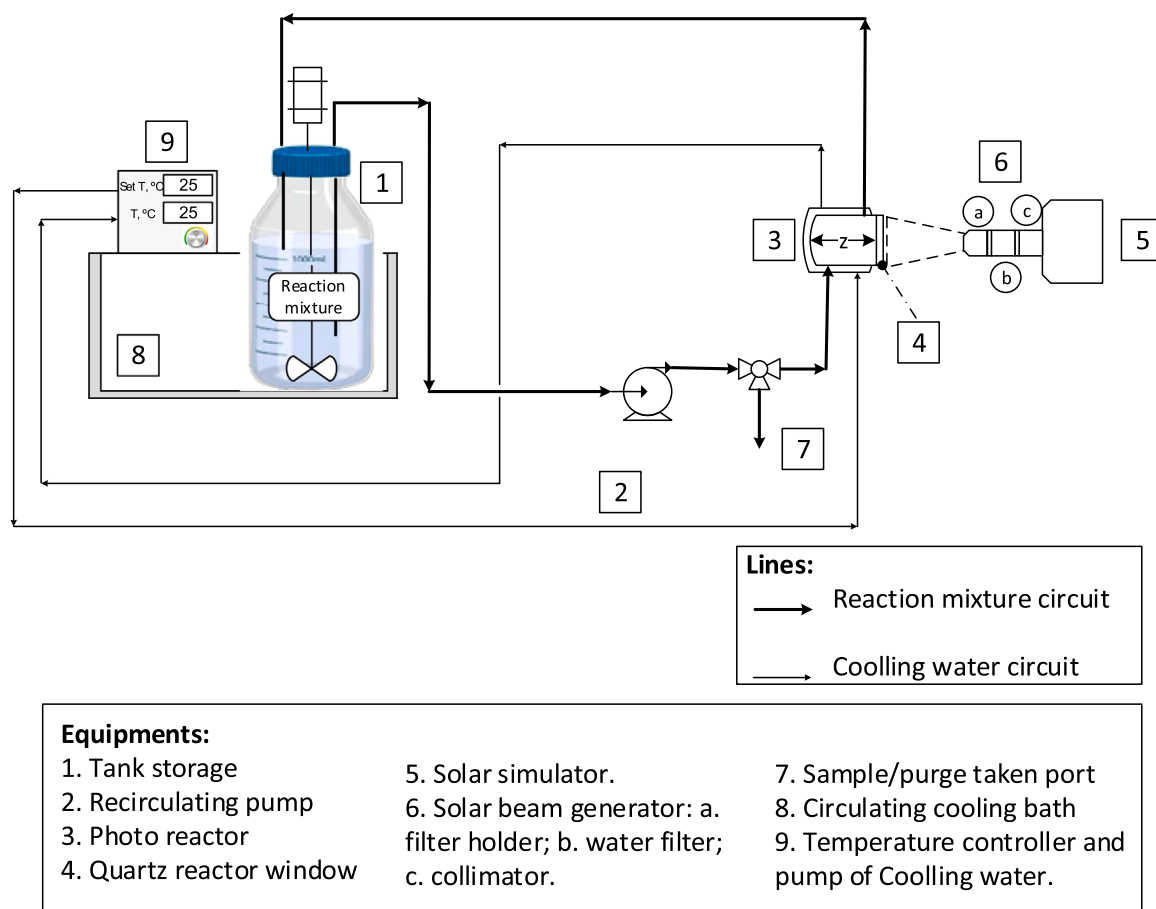 9
Set T, ºC 25
T, ºC 25
1
1000mL
Reaction
mixture
8
3
z
6
a
c
b
5
4
7
2
Lines:
Reaction mixture circuit
Coolling water circuit
Equipments:
1. Tank storage
2. Recirculating pump
3. Photo reactor
4. Quartz reactor window
5. Solar simulator.
6. Solar beam generator: a.
filter holder; b. water filter;
c. collimator.
7. Sample/purge taken port
8. Circulating cooling bath
9. Temperature controller and
pump of Coolling water.